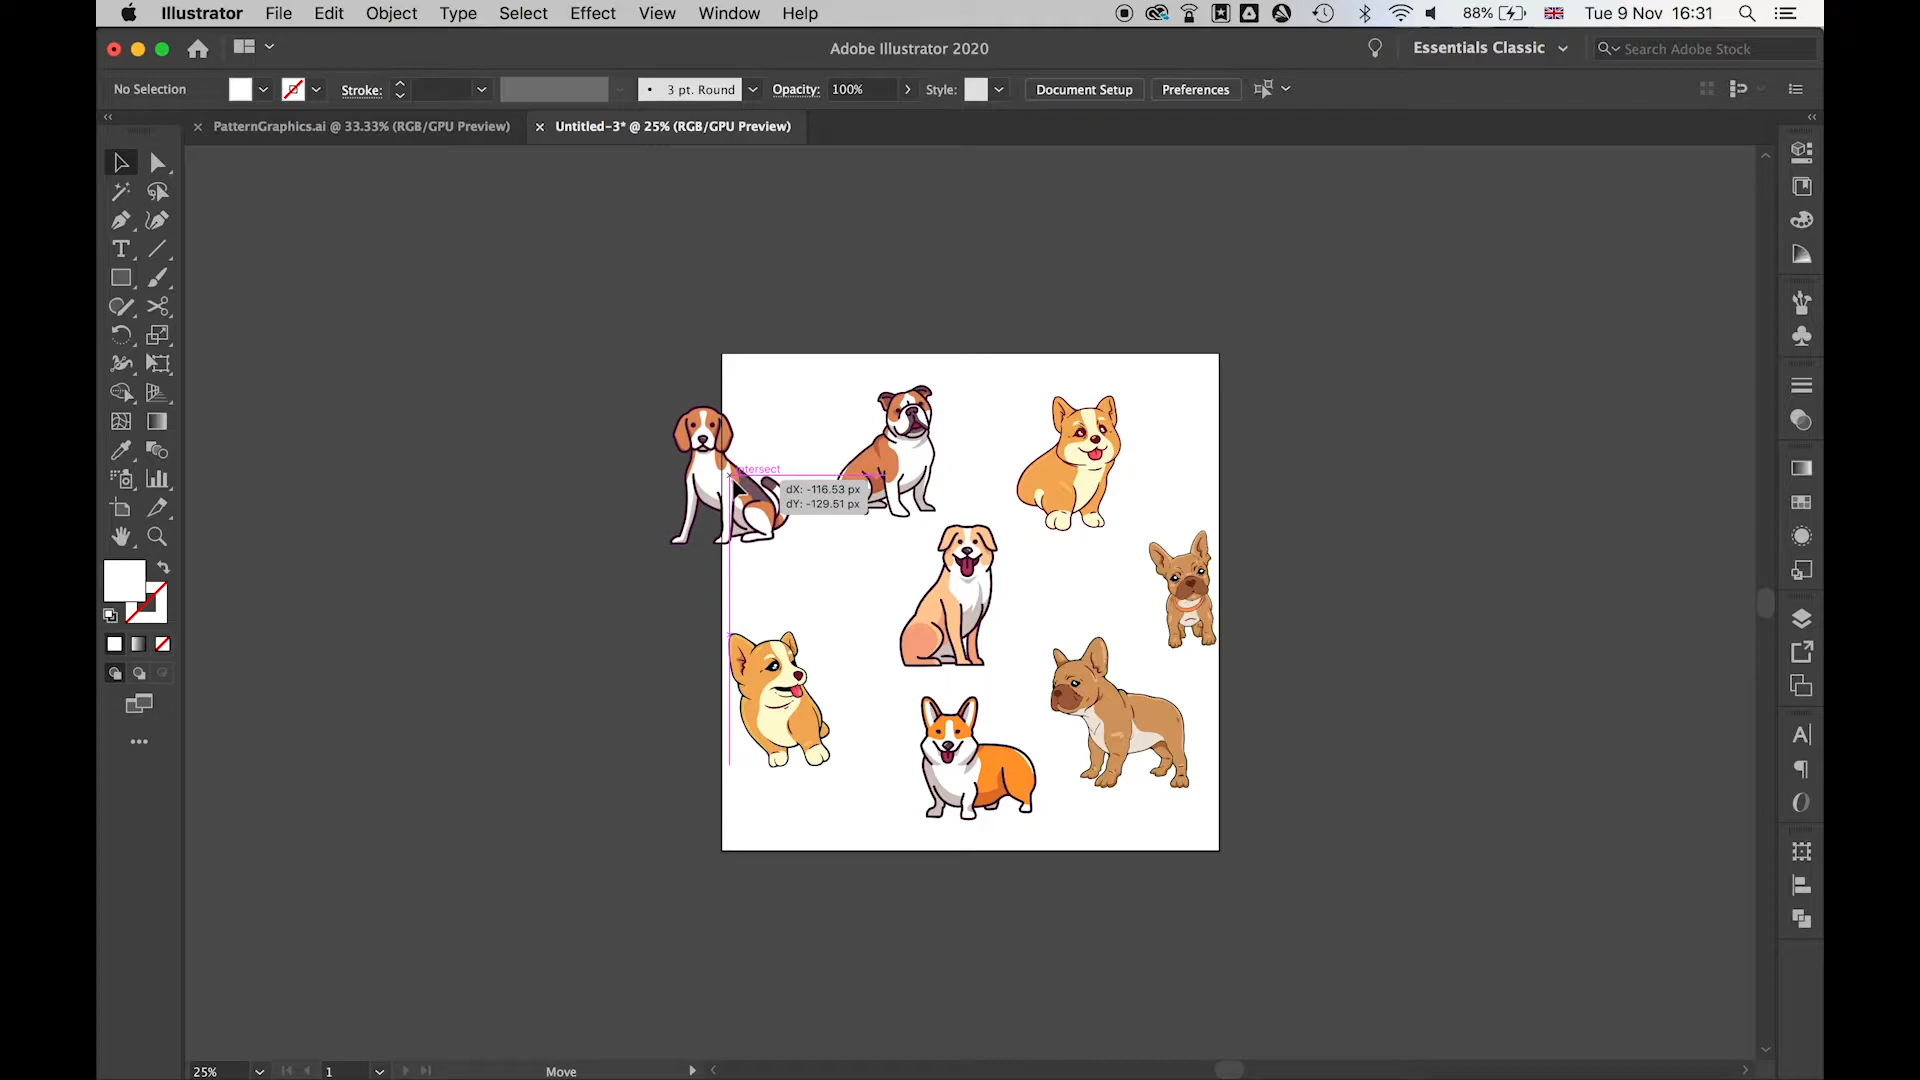 Illustrator File Edit Object Type Select Effect View Window Help 88% Tue 9 Nov 16:31
Adobe Illustrator 2020 Essentials Classic Search Adobe Stock
No Selection Stroke: 3 pt. Round Opacity: 100% Style: Document Setup Preferences
PatternGraphics.ai @ 33.33% (RGB/GPU Preview) Untitled-3* @ 25% (RGB/GPU Preview)
intersect
dX: -116.53 px
dY: -129.51 px
25% 1 Move